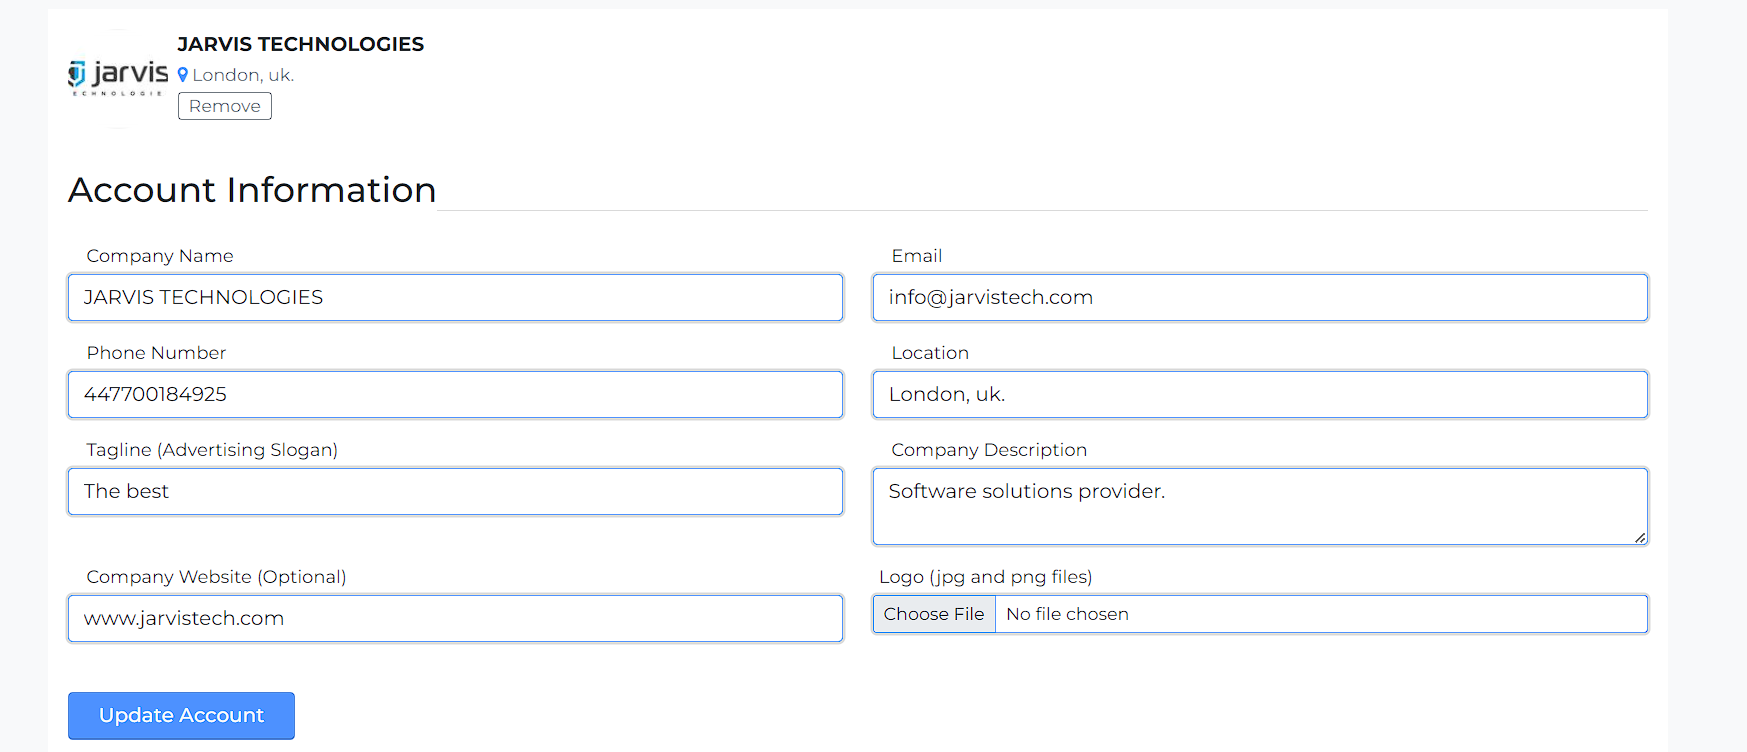 JARVIS TECHNOLOGIES
jarvis
London, uk.
ECHNOLOGIE
Remove
Account Information
Company Name
Email
JARVIS TECHNOLOGIES
info@jarvistech.com
Phone Number
Location
447700184925
London, uk.
Tagline (Advertising Slogan)
Company Description
The best
Software solutions provider.
Company Website (Optional)
Logo (jpg and png files)
www.jarvistech.com
Choose File No file chosen
Update Account